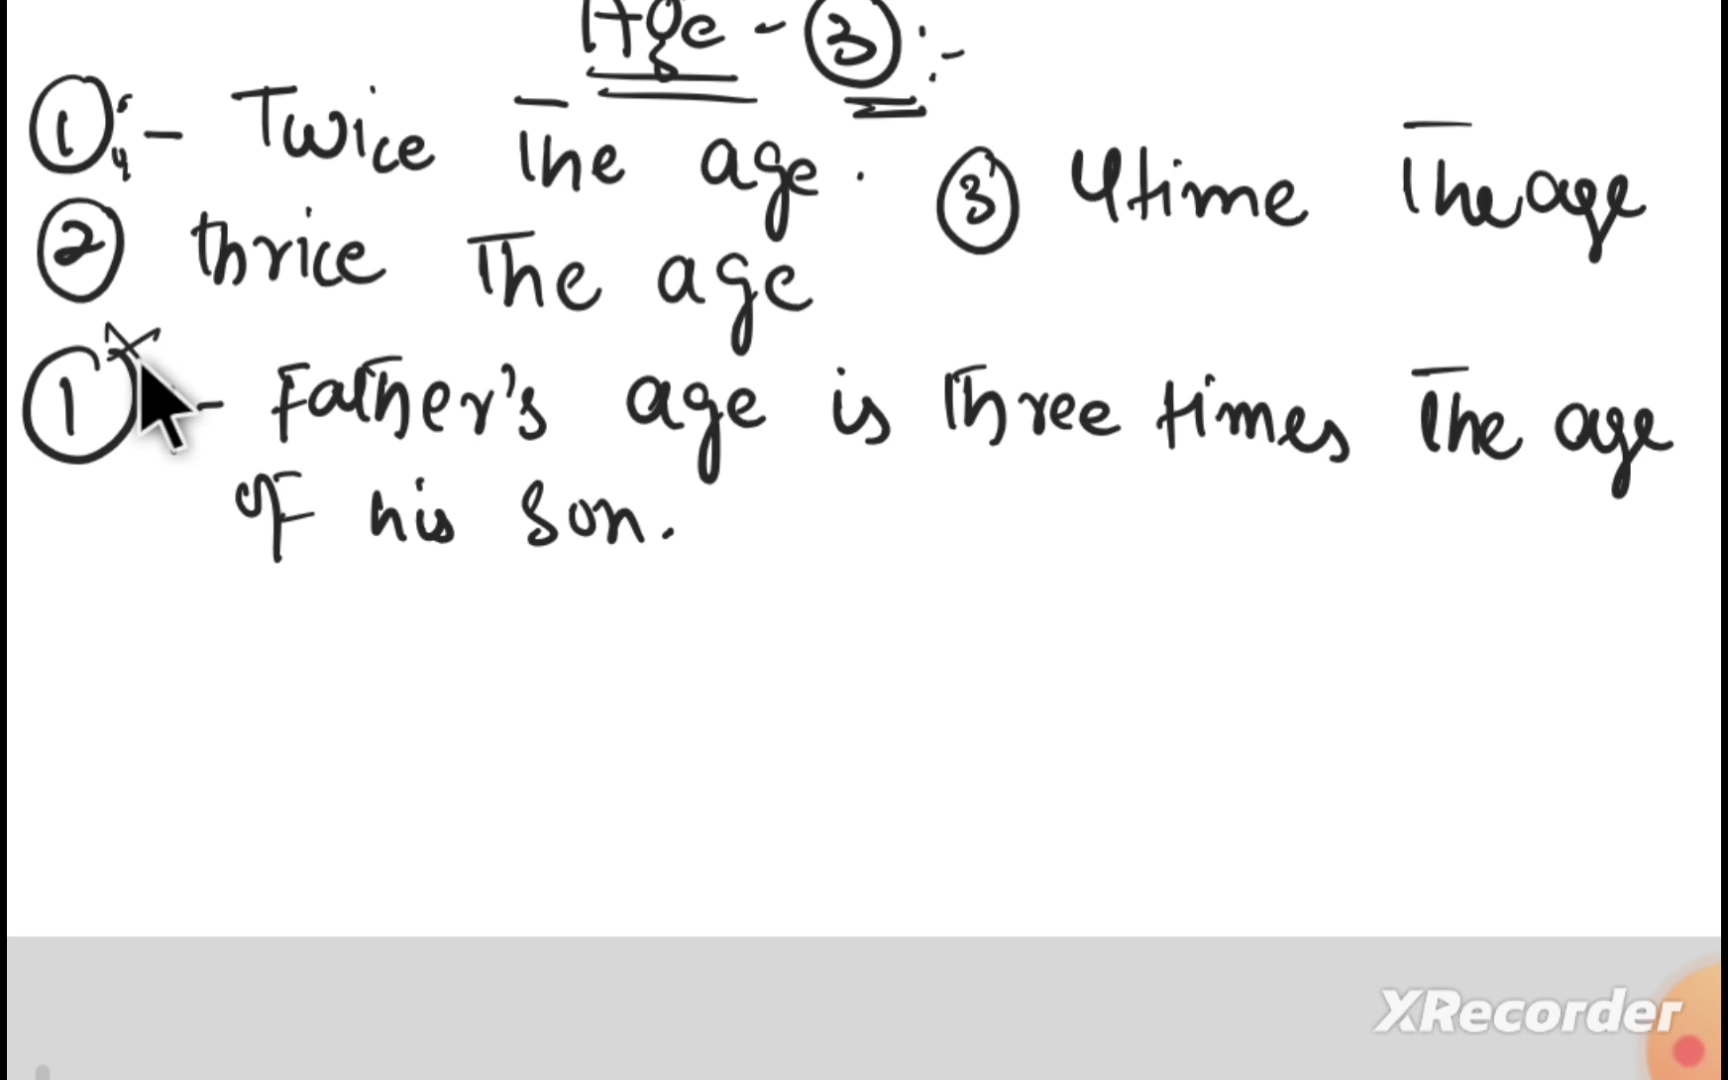 Age - ③ :-
① :- Twice The age. ③ 4time The age
② thrice The age
① - Father's age is Three times The age
of his son.
XRecorder